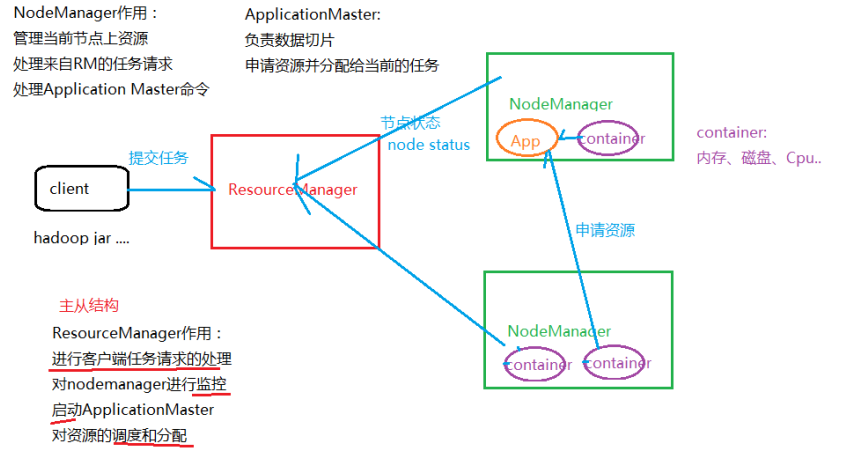 NodeManager作用：
管理当前节点上资源
处理来自RM的任务请求
处理Application Master命令
ApplicationMaster:
负责数据切片
申请资源并分配给当前的任务
提交任务
client
hadoop jar ....
ResourceManager
节点状态
node status
NodeManager
App
container
container:
内存、磁盘、Cpu..
申请资源
NodeManager
container
container
主从结构
ResourceManager作用：
进行客户端任务请求的处理
对nodemanager进行监控
启动ApplicationMaster
对资源的调度和分配